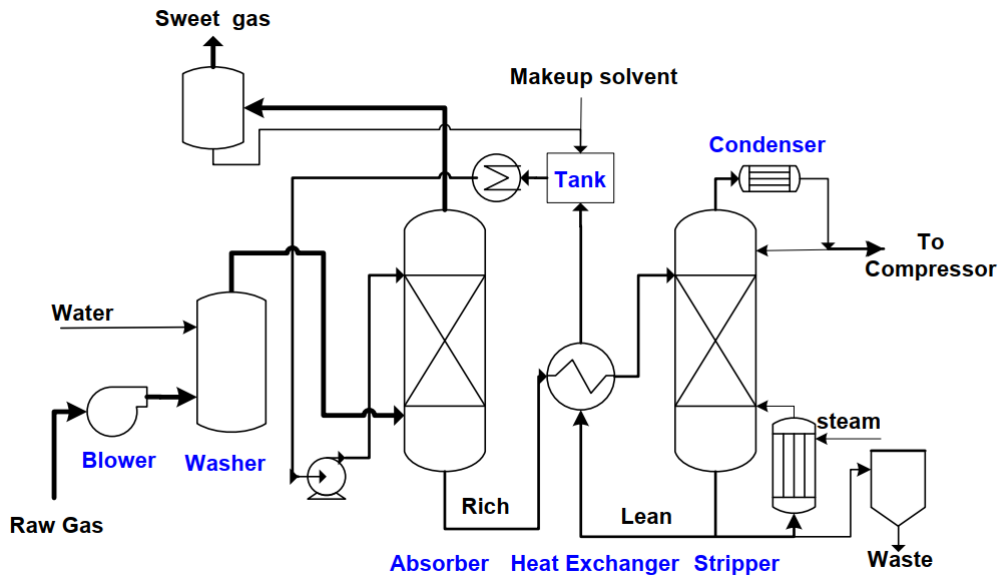 Sweet gas
Makeup solvent
Condenser
Tank
To
Compressor
Water
steam
Blower
Washer
Rich
Lean
Raw Gas
Absorber
Heat Exchanger
Stripper
Waste